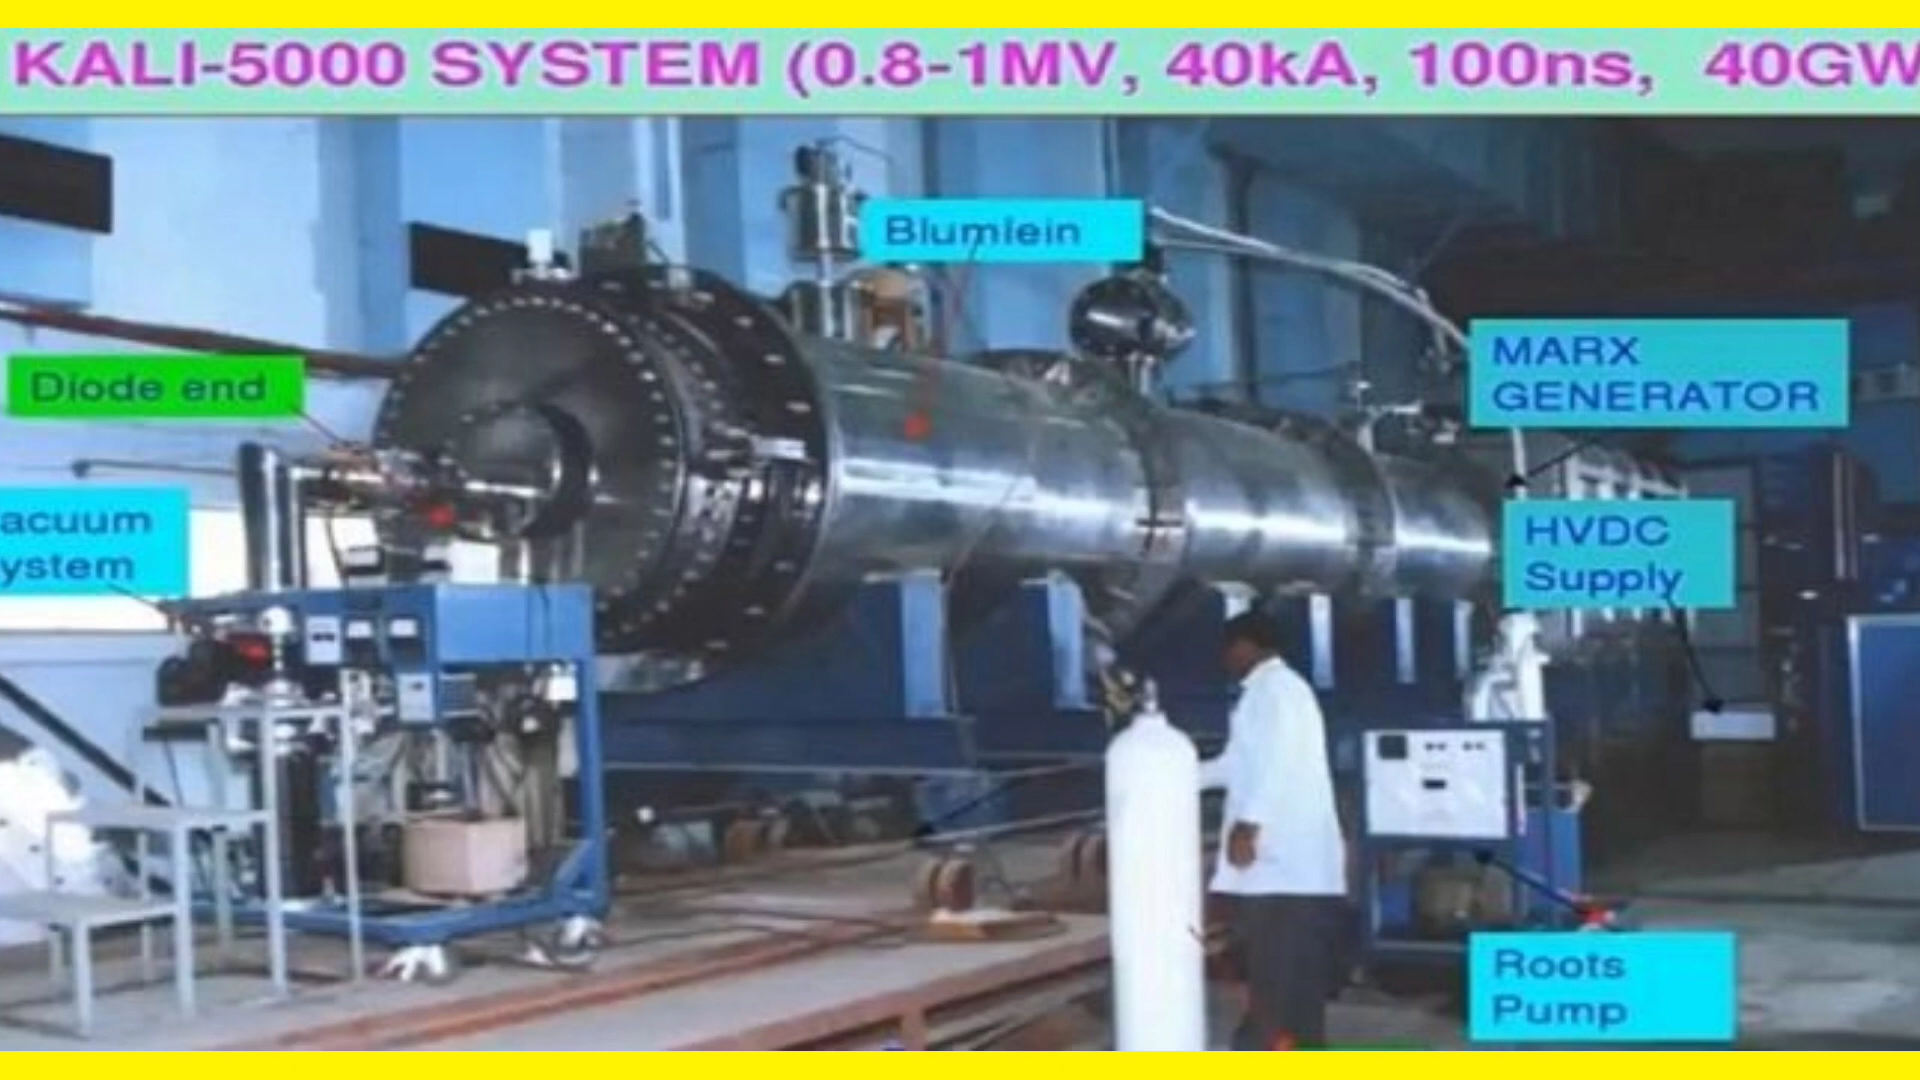 KALI-5000 SYSTEM (0.8-1MV, 40kA, 100ns, 40GW
Blumlein
MARX
GENERATOR
Diode end
acuum
ystem
HVDC
Supply
Roots
Pump